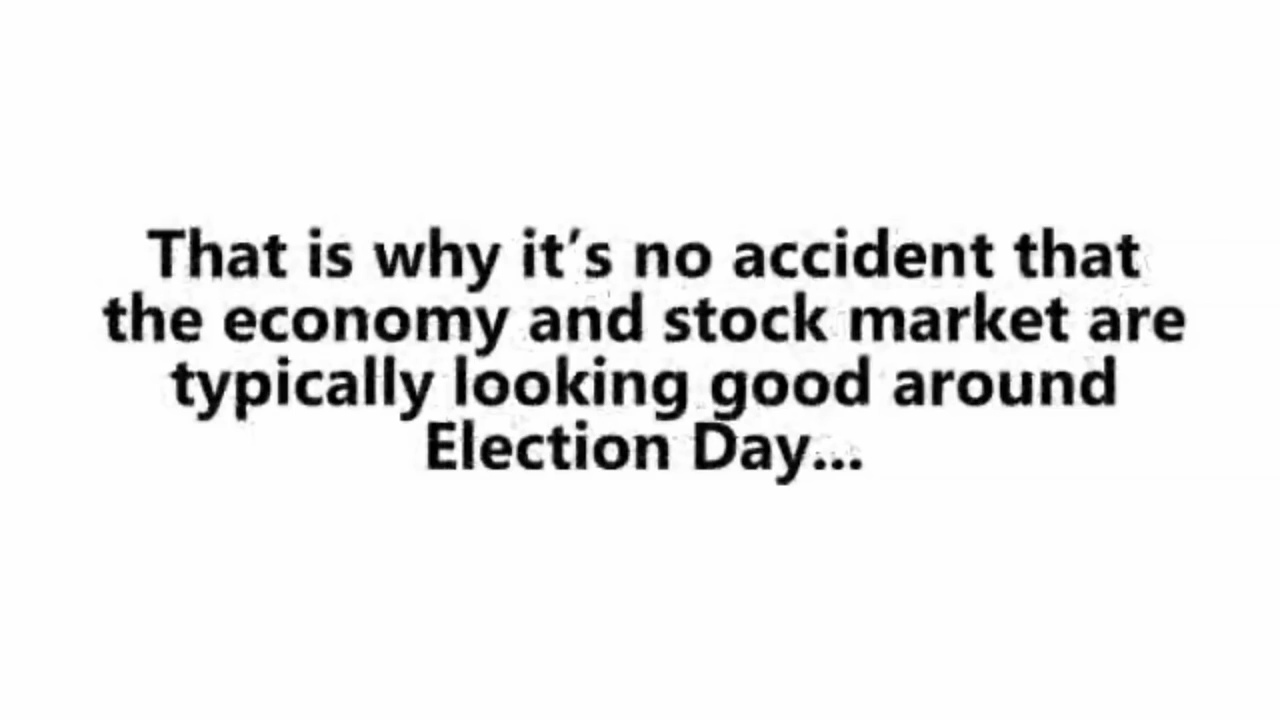 That is why it's no accident that
the economy and stock market are
typically looking good around
Election Day...